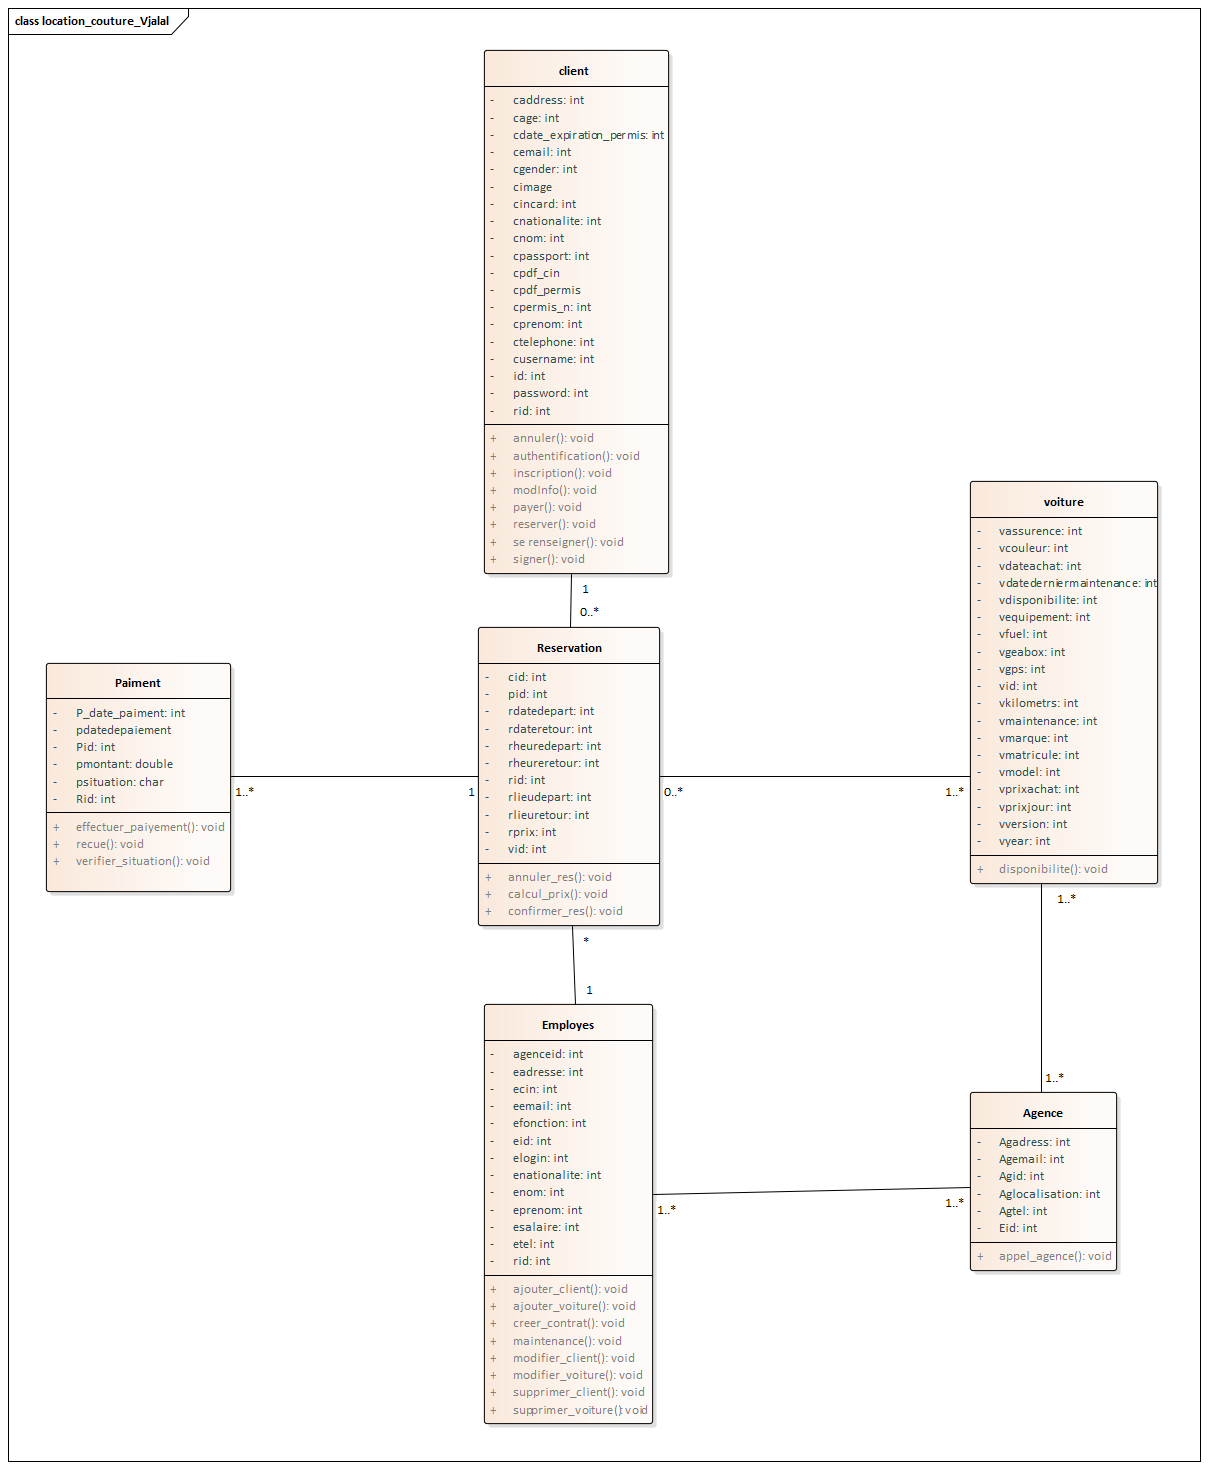 class location_couture_Vjalal
client
- caddress: int
- cage: int
- cdate_expiration_permis: int
- cemail: int
- cgender: int
- cimage
- cincard: int
- cnationalite: int
- cnom: int
- cpassport: int
- cpdf_cin
- cpdf_permis
- cpermis_n: int
- cprenom: int
- ctelephone: int
- cusername: int
- id: int
- password: int
- rid: int
+ annuler(): void
+ authentification(): void
+ inscription(): void
+ modInfo(): void
+ payer(): void
+ reserver(): void
+ se renseigner(): void
+ signer(): void
1
0..*
voiture
- vassurence: int
- vcouleur: int
- vdateachat: int
- vdatederniermaintenance: int
- vdisponibilite: int
- vequipement: int
- vfuel: int
- vgeabox: int
- vgps: int
- vid: int
- vkilometrs: int
- vmaintenance: int
- vmarque: int
- vmatricule: int
- vmodel: int
- vprixachat: int
- vprixjour: int
- vversion: int
- vyear: int
+ disponibilite(): void
Reservation
- cid: int
- pid: int
- rdatedepart: int
- rdateretour: int
- rheuredepart: int
- rheureretour: int
- rid: int
- rlieudepart: int
- rlieuretour: int
- rprix: int
- vid: int
+ annuler_res(): void
+ calcul_prix(): void
+ confirmer_res(): void
Paiment
- P_date_paiment: int
- pdatedepaiement
- Pid: int
- pmontant: double
- psituation: char
- Rid: int
+ effectuer_paiyement(): void
+ recue(): void
+ verifier_situation(): void
1..*
1
0..*
1..*
1..*
*
1
1..*
Employes
- agenceid: int
- eadresse: int
- ecin: int
- eemail: int
- efonction: int
- eid: int
- elogin: int
- enationalite: int
- enom: int
- eprenom: int
- esalaire: int
- etel: int
- rid: int
+ ajouter_client(): void
+ ajouter_voiture(): void
+ creer_contrat(): void
+ maintenance(): void
+ modifier_client(): void
+ modifier_voiture(): void
+ supprimer_client(): void
+ supprimer_voiture(): void
1..*
1..*
Agence
- Agadress: int
- Agemail: int
- Agid: int
- Aglocalisation: int
- Agtel: int
- Eid: int
+ appel_agence(): void